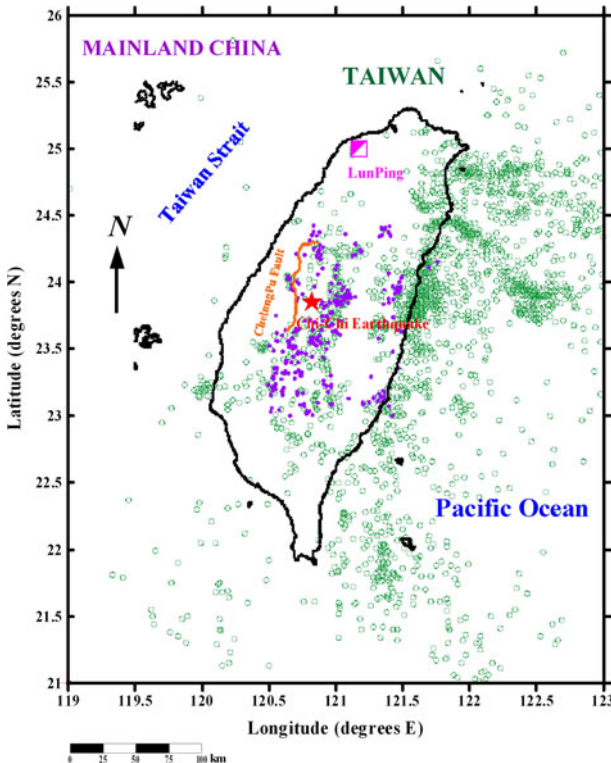 26
MAINLAND CHINA
25.5
TAIWAN
25
LunPing
Taiwan Strait
24.5
N
ChelungPu Fault
24
Chi-Chi Earthquake
23.5
Latitude (degrees N)
23
22.5
Pacific Ocean
22
21.5
21
119
119.5
120
120.5
121
121.5
122
122.5
123
Longitude (degrees E)
0
25
50
75
100
km